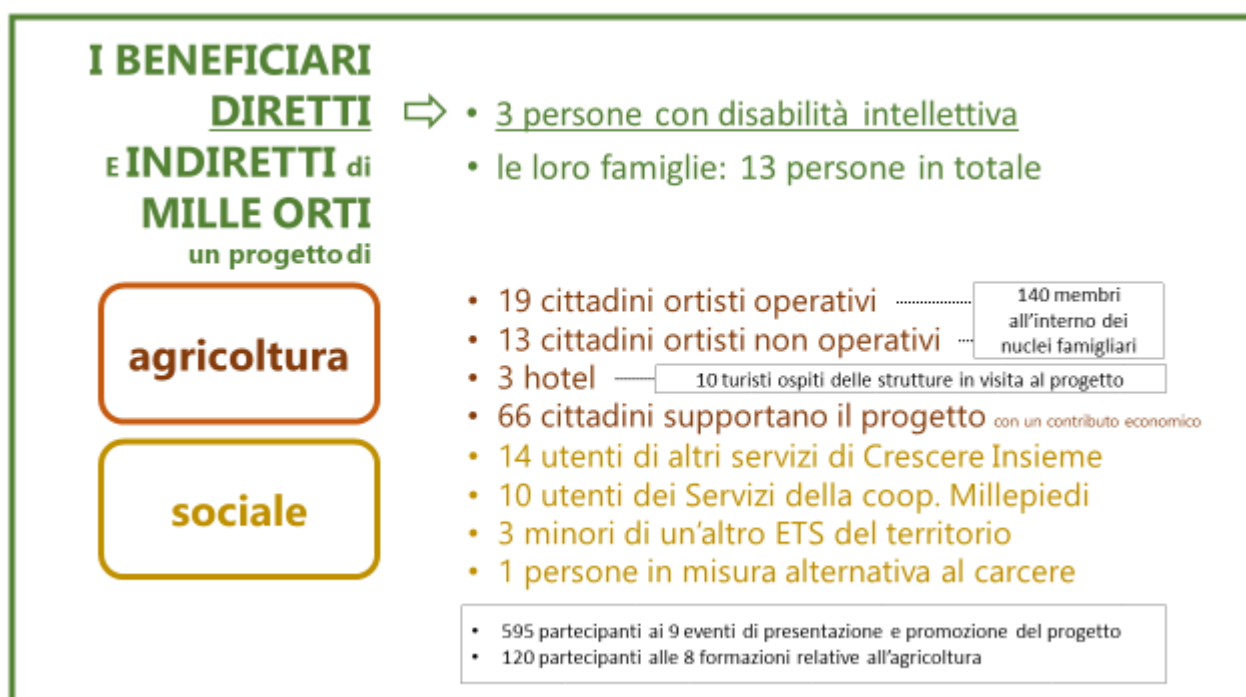 I BENEFICIARI
DIRETTI
E INDIRETTI di
MILLE ORTI
un progetto di
• 3 persone con disabilità intellettiva
• le loro famiglie: 13 persone in totale
agricoltura
• 19 cittadini ortisti operativi
• 13 cittadini ortisti non operativi
140 membri
all'interno dei
nuclei famigliari
• 3 hotel
10 turisti ospiti delle strutture in visita al progetto
• 66 cittadini supportano il progetto con un contributo economico
sociale
• 14 utenti di altri servizi di Crescere Insieme
• 10 utenti dei Servizi della coop. Millepiedi
• 3 minori di un'altro ETS del territorio
• 1 persone in misura alternativa al carcere
• 595 partecipanti ai 9 eventi di presentazione e promozione del progetto
• 120 partecipanti alle 8 formazioni relative all'agricoltura